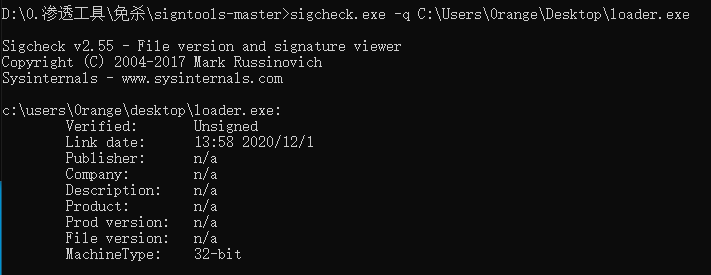 D:\0.渗透工具\免杀\signtools-master>sigcheck.exe -q C:\Users\Orange\Desktop\loader.exe
Sigcheck v2.55 - File version and signature viewer
Copyright (C) 2004-2017 Mark Russinovich
Sysinternals - www.sysinternals.com
c:\users\Orange\desktop\loader.exe:
Verified: Unsigned
Link date: 13:58 2020/12/1
Publisher: n/a
Company: n/a
Description: n/a
Product: n/a
Prod version: n/a
File version: n/a
MachineType: 32-bit